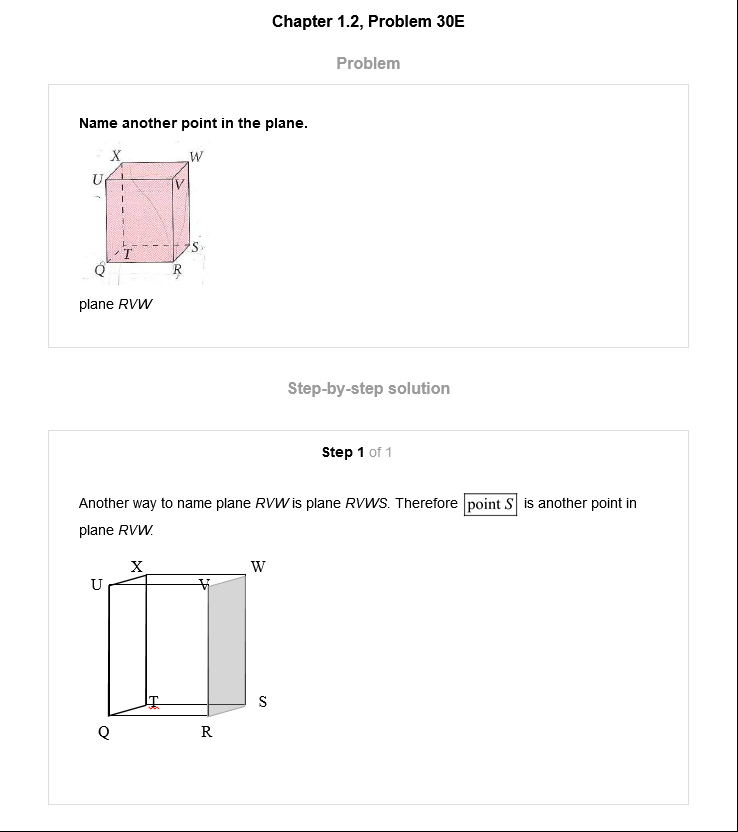 Chapter 1.2, Problem 30E
Problem
Name another point in the plane.
X W
U V
T S
Q R
plane RVW
Step-by-step solution
Step 1 of 1
Another way to name plane RVW is plane RVWS. Therefore point S is another point in
plane RVW.
X W
U V
T S
Q R